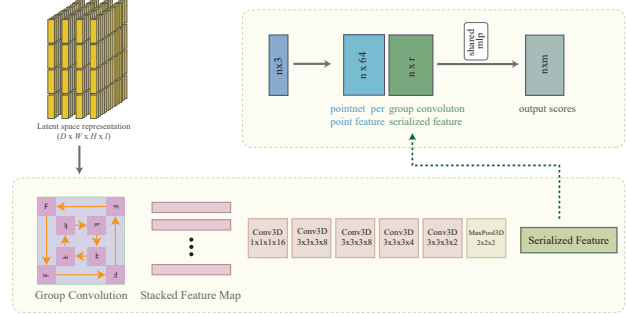 nx3
n x 64
n x r
shared
mlp
nxm
pointnet per
point feature
group convoluton
serialized feature
output scores
Latent space representation
(D x W x H x I)
Group Convolution
Stacked Feature Map
Conv3D
1x1x1x16
Conv3D
3x3x3x8
Conv3D
3x3x3x8
Conv3D
3x3x3x4
Conv3D
3x3x3x2
MaxPool3D
2x2x2
Serialized Feature